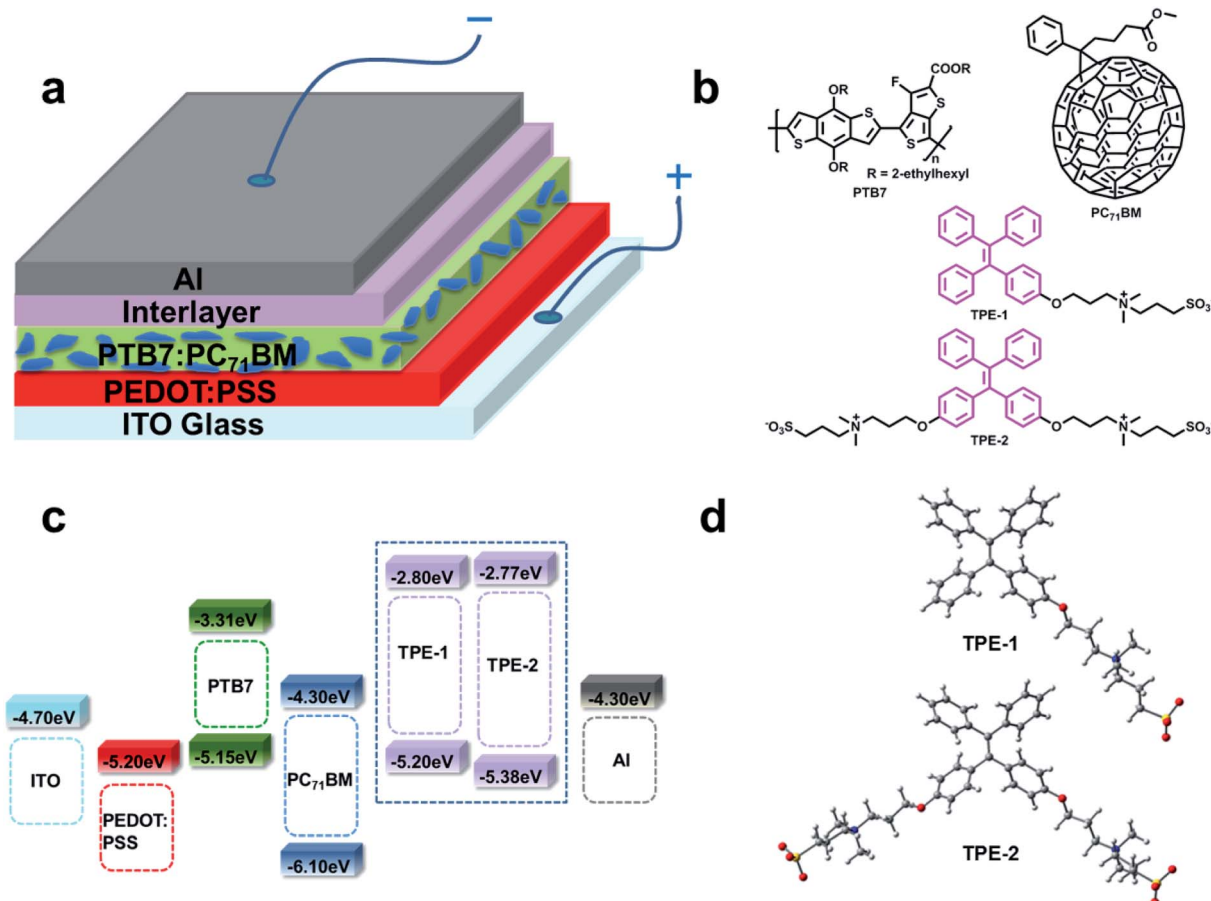 a
−
+
Al
Interlayer
PTB7:PC₇₁BM
PEDOT:PSS
ITO Glass
b
COOR
F
OR
S
S
S
S
OR
n
R = 2-ethylhexyl
PTB7
O
O
PC₇₁BM
O
N⁺
SO₃
TPE-1
⁻O₃S
N⁺
O
O
N⁺
SO₃
TPE-2
c
-2.80eV
-2.77eV
-3.31eV
TPE-1
TPE-2
PTB7
-4.30eV
-4.30eV
-4.70eV
-5.20eV
-5.15eV
-5.20eV
-5.38eV
ITO
PC₇₁BM
Al
PEDOT:
PSS
-6.10eV
d
TPE-1
TPE-2